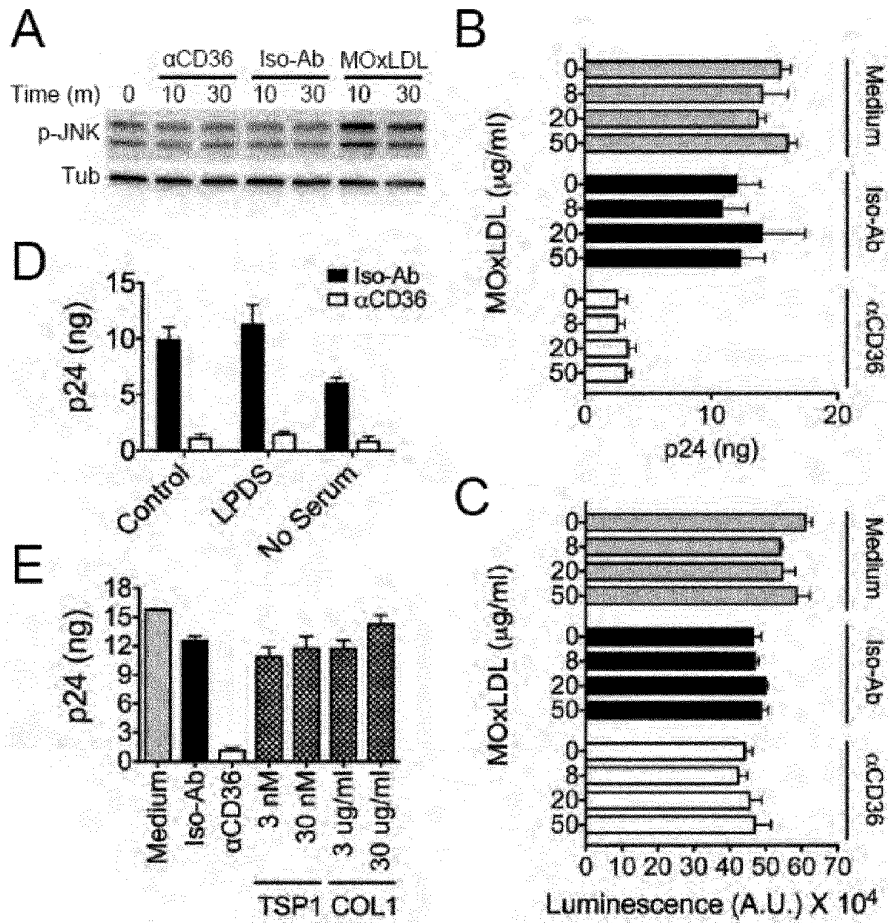 A
αCD36 Iso-Ab MOxLDL
Time (m) 0 10 30 10 30 10 30
p-JNK
Tub
B
MOxLDL (µg/ml)
0
8
20
50
Medium
0
8
20
50
Iso-Ab
0
8
20
50
αCD36
0 10 20
p24 (ng)
D
Iso-Ab
αCD36
p24 (ng)
15
10
5
0
Control LPDS No Serum
C
MOxLDL (µg/ml)
0
8
20
50
Medium
0
8
20
50
Iso-Ab
0
8
20
50
αCD36
0 10 20 30 40 50 60 70
Luminescence (A.U.) X 10⁴
E
p24 (ng)
18
15
12
9
6
3
0
Medium Iso-Ab αCD36 3 nM 30 nM 3 ug/ml 30 ug/ml
TSP1 COL1